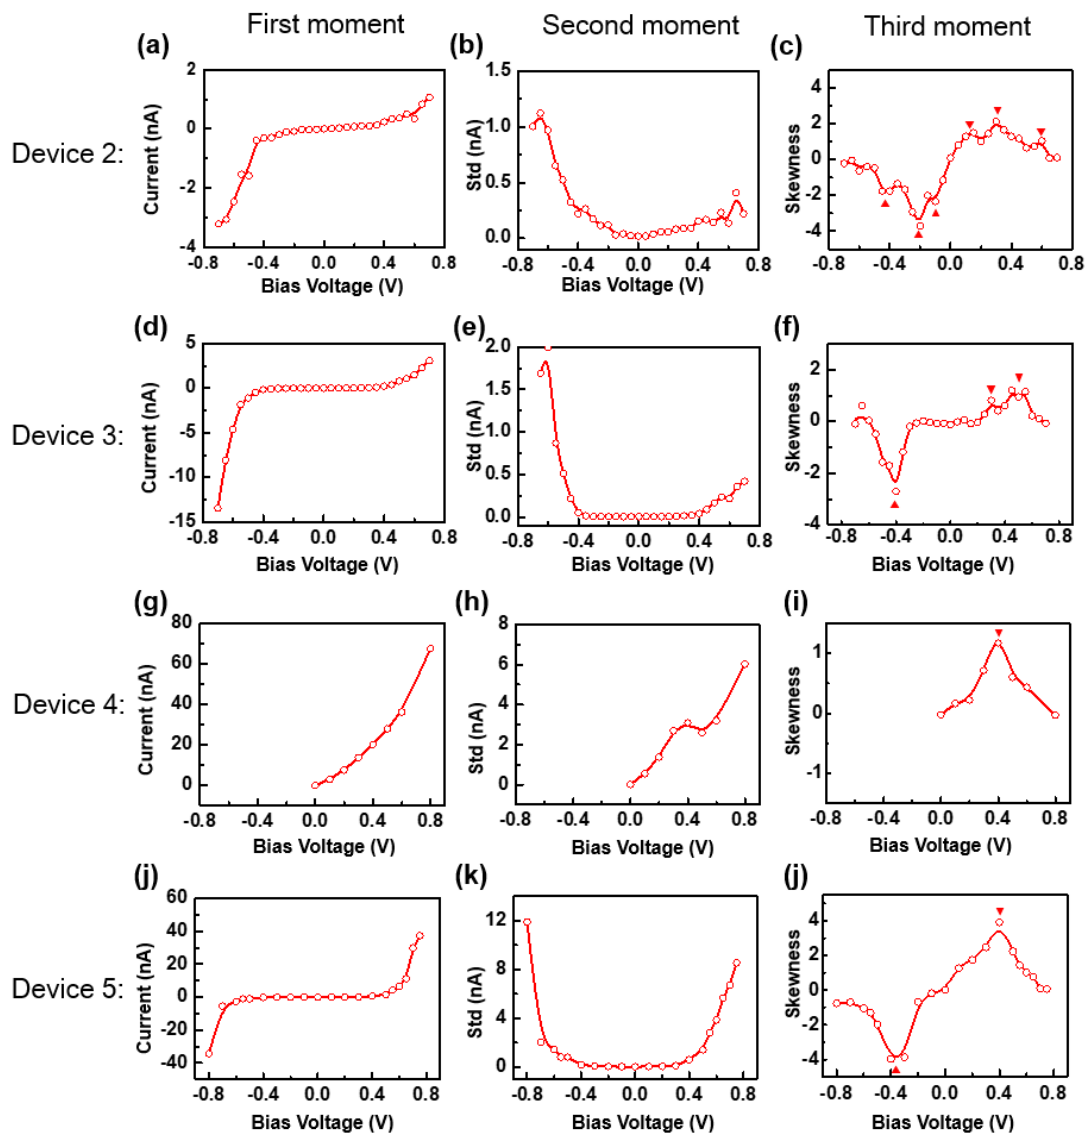 First moment
Second moment
Third moment
Device 2:
(a)
2
0
-2
-4
Current (nA)
-0.8 -0.4 0.0 0.4 0.8
Bias Voltage (V)
(b)
1.5
1.0
0.5
0.0
Std (nA)
-0.8 -0.4 0.0 0.4 0.8
Bias Voltage (V)
(c)
4
2
0
-2
-4
Skewness
-0.8 -0.4 0.0 0.4 0.8
Bias Voltage (V)
Device 3:
(d)
5
0
-5
-10
-15
Current (nA)
-0.8 -0.4 0.0 0.4 0.8
Bias Voltage (V)
(e)
2.0
1.5
1.0
0.5
0.0
Std (nA)
-0.8 -0.4 0.0 0.4 0.8
Bias Voltage (V)
(f)
2
0
-2
-4
Skewness
-0.8 -0.4 0.0 0.4 0.8
Bias Voltage (V)
Device 4:
(g)
80
60
40
20
0
Current (nA)
-0.8 -0.4 0.0 0.4 0.8
Bias Voltage (V)
(h)
8
6
4
2
0
Std (nA)
-0.8 -0.4 0.0 0.4 0.8
Bias Voltage (V)
(i)
1
0
-1
Skewness
-0.8 -0.4 0.0 0.4 0.8
Bias Voltage (V)
Device 5:
(j)
60
40
20
0
-20
-40
Current (nA)
-0.8 -0.4 0.0 0.4 0.8
Bias Voltage (V)
(k)
12
8
4
0
Std (nA)
-0.8 -0.4 0.0 0.4 0.8
Bias Voltage (V)
(j)
4
2
0
-2
-4
Skewness
-0.8 -0.4 0.0 0.4 0.8
Bias Voltage (V)